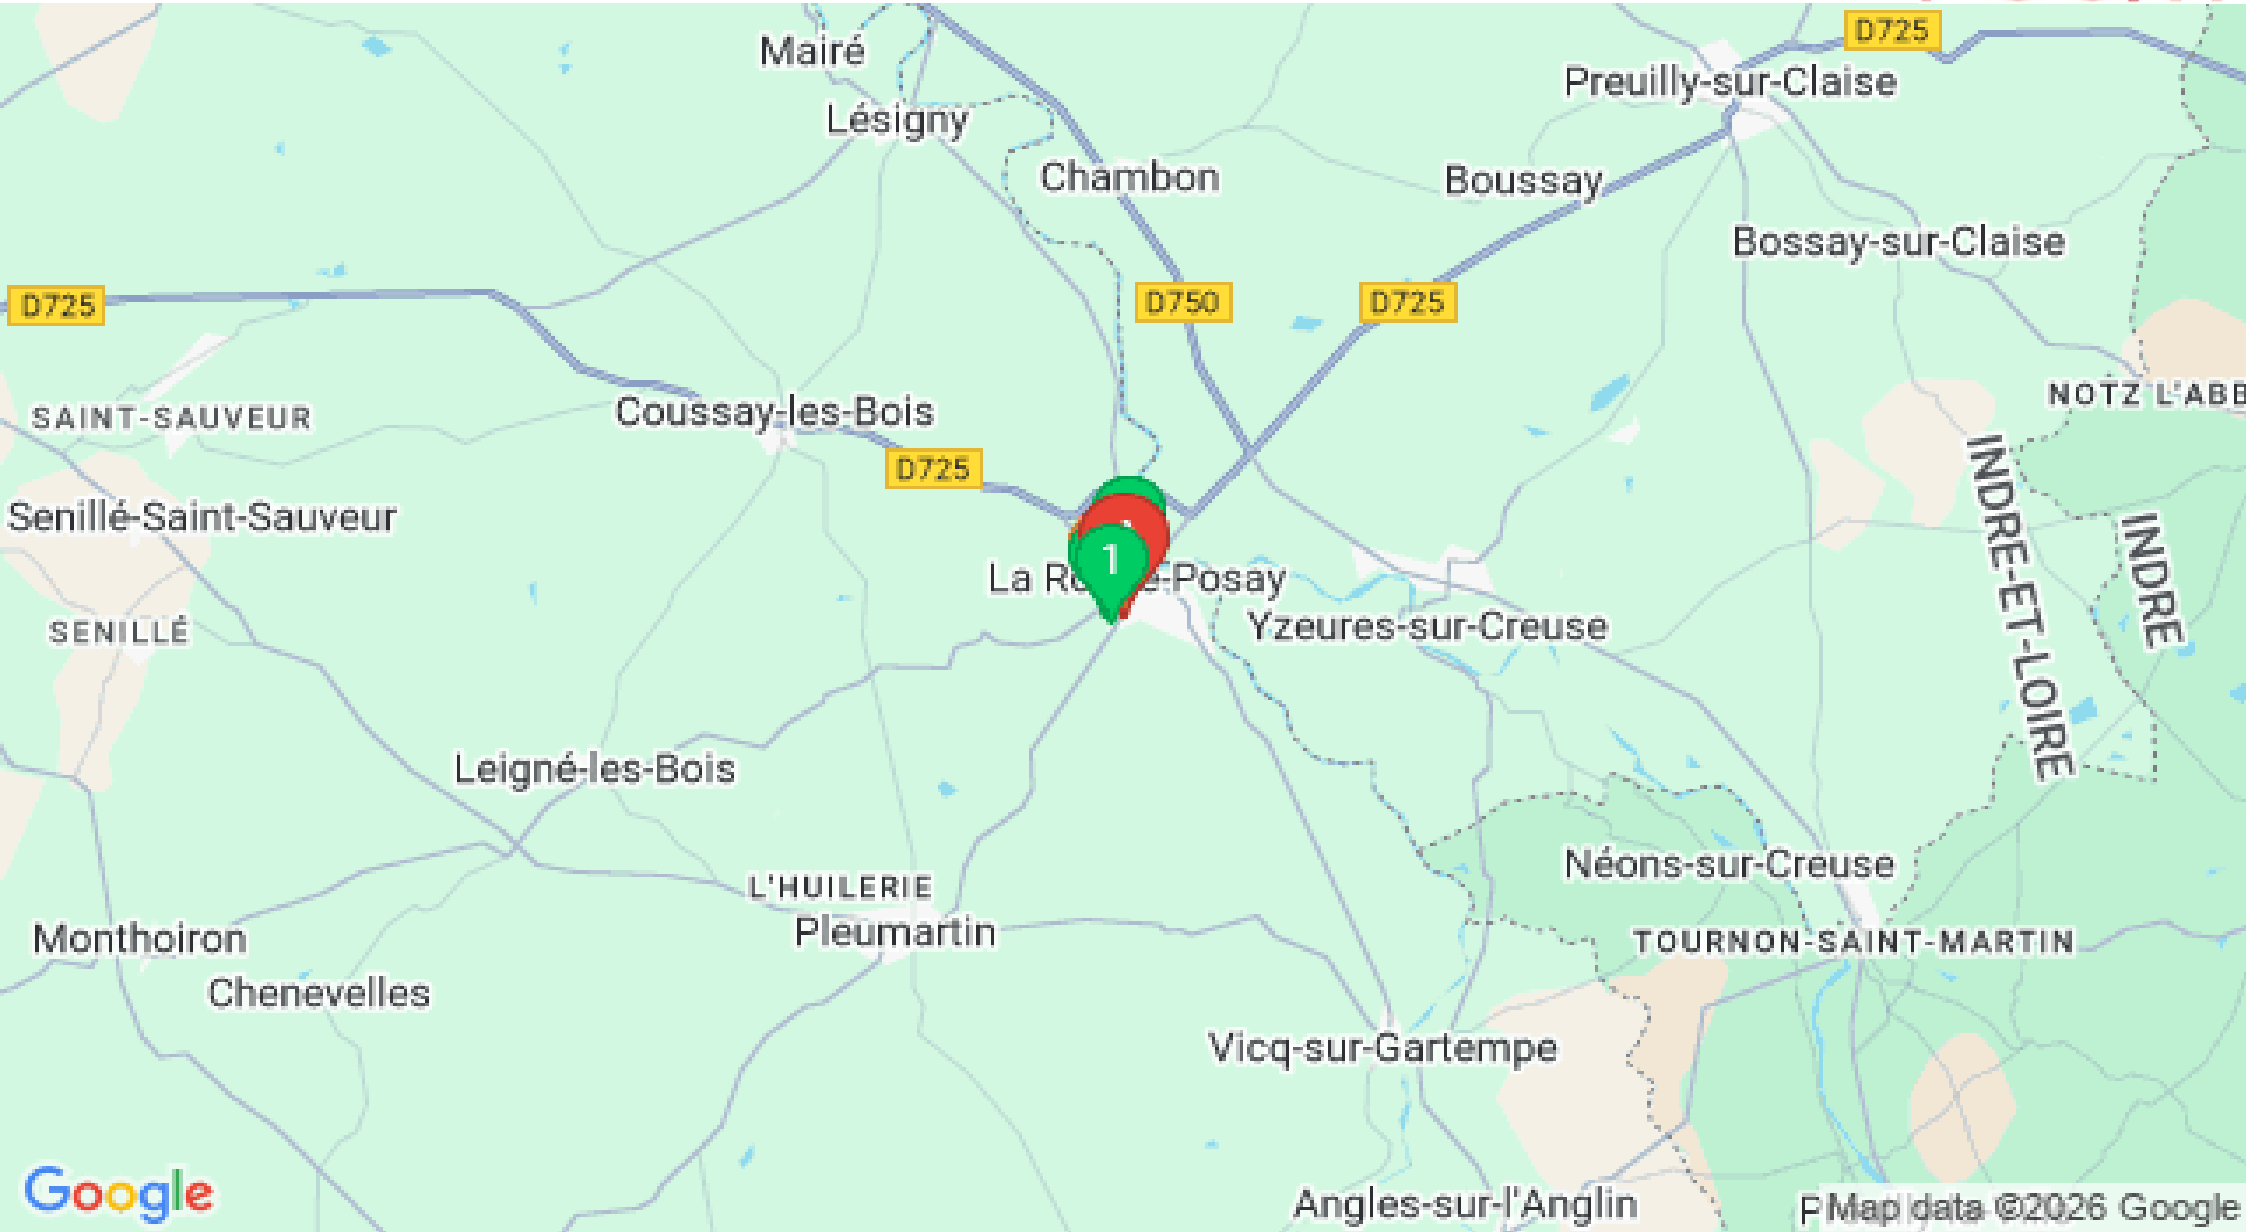 D725
Mairé
Preuilly-sur-Claise
Lésigny
Chambon
Boussay
Bossay-sur-Claise
D725
D750
D725
SAINT-SAUVEUR
Coussay-les-Bois
NOTZ L'ABB
D725
Senillé-Saint-Sauveur
INDRE-ET-LOIRE
INDRE
1
La Ro e-Posay
SENILLÉ
Yzeures-sur-Creuse
Leigné-les-Bois
Néons-sur-Creuse
L'HUILERIE
Pleumartin
Monthoiron
TOURNON-SAINT-MARTIN
Chenevelles
Vicq-sur-Gartempe
Google
Angles-sur-l'Anglin
Map data ©2026 Google